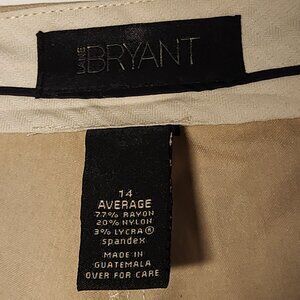 LANE BRYANT
14
AVERAGE
77% RAYON
20% NYLON
3% LYCRA ®
spandex
MADE IN
GUATEMALA
OVER FOR CARE